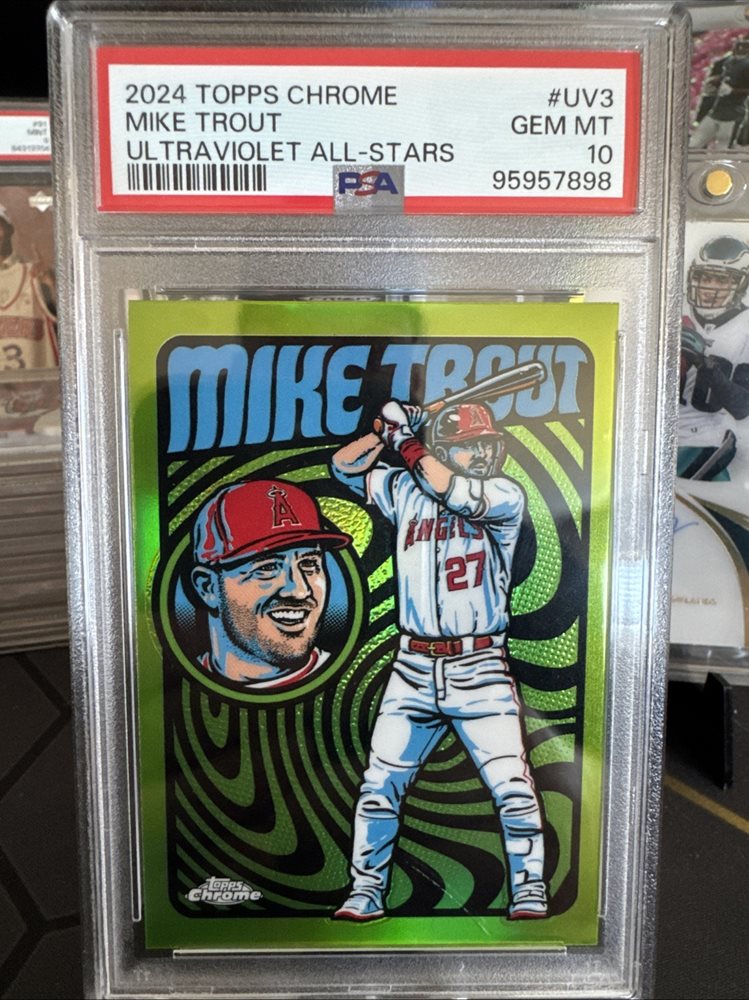 2024 TOPPS CHROME #UV3
MIKE TROUT GEM MT
ULTRAVIOLET ALL-STARS 10
PSA 95957898
MIKE TROUT
A
A
ANGELS
27
Topps
Chrome